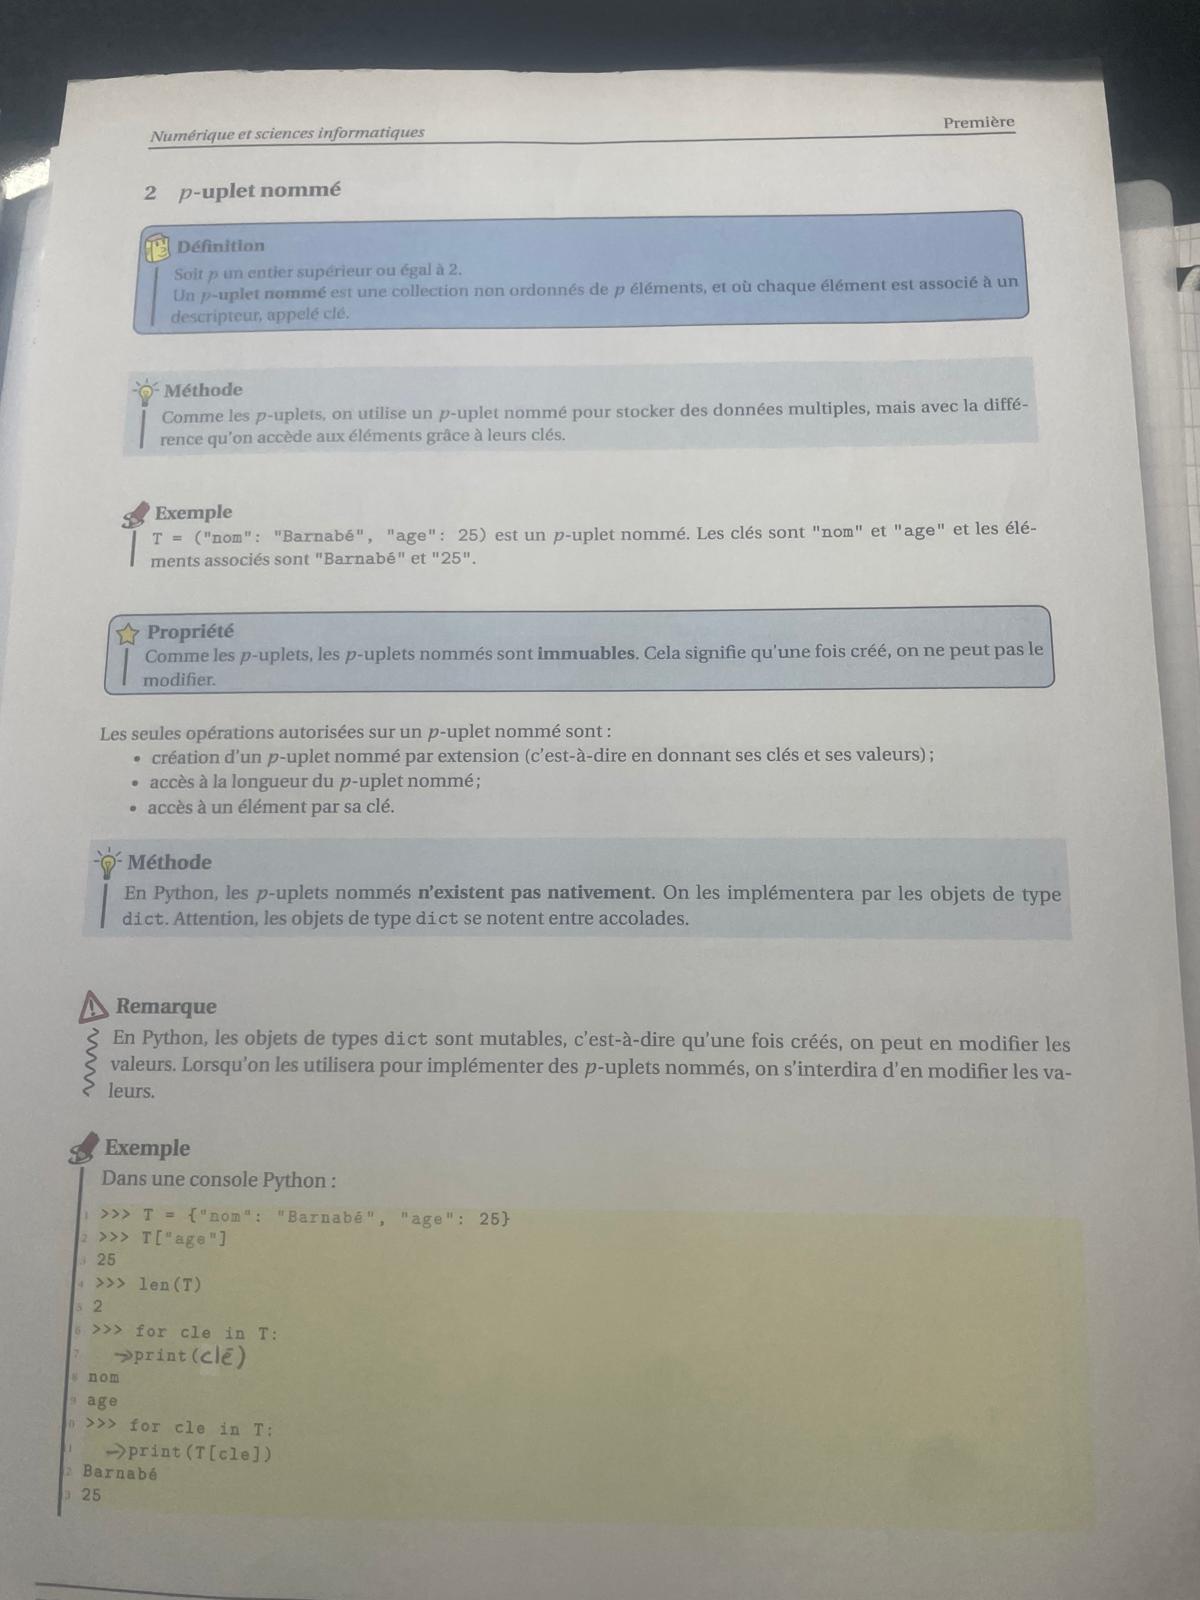 Numérique et sciences informatiques
Première
2 p-uplet nommé
Définition
Soit p un entier supérieur ou égal à 2.
Un p-uplet nommé est une collection non ordonnés de p éléments, et où chaque élément est associé à un
descripteur, appelé clé.
Méthode
Comme les p-uplets, on utilise un p-uplet nommé pour stocker des données multiples, mais avec la diffé-
rence qu'on accède aux éléments grâce à leurs clés.
Exemple
T = ("nom": "Barnabé", "age": 25) est un p-uplet nommé. Les clés sont "nom" et "age" et les élé-
ments associés sont "Barnabé" et "25".
Propriété
Comme les p-uplets, les p-uplets nommés sont immuables. Cela signifie qu'une fois créé, on ne peut pas le
modifier.
Les seules opérations autorisées sur un p-uplet nommé sont :
• création d'un p-uplet nommé par extension (c'est-à-dire en donnant ses clés et ses valeurs) ;
• accès à la longueur du p-uplet nommé ;
• accès à un élément par sa clé.
Méthode
En Python, les p-uplets nommés n'existent pas nativement. On les implémentera par les objets de type
dict. Attention, les objets de type dict se notent entre accolades.
Remarque
En Python, les objets de types dict sont mutables, c'est-à-dire qu'une fois créés, on peut en modifier les
valeurs. Lorsqu'on les utilisera pour implémenter des p-uplets nommés, on s'interdira d'en modifier les va-
leurs.
Exemple
Dans une console Python :
1 >>> T = {"nom": "Barnabé", "age": 25}
2 >>> T["age"]
3 25
4 >>> len(T)
5 2
6 >>> for cle in T:
7 →print(clé)
8 nom
9 age
0 >>> for cle in T:
1 →print(T[cle])
2 Barnabé
3 25